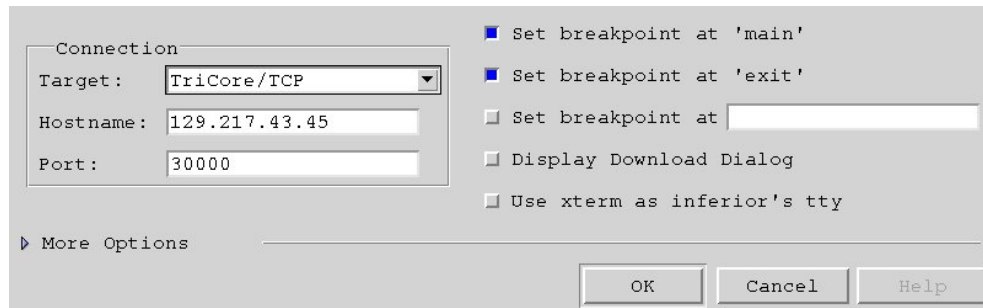 Connection
Target: TriCore/TCP
Hostname: 129.217.43.45
Port: 30000
Set breakpoint at 'main'
Set breakpoint at 'exit'
Set breakpoint at
Display Download Dialog
Use xterm as inferior's tty
More Options
OK Cancel Help